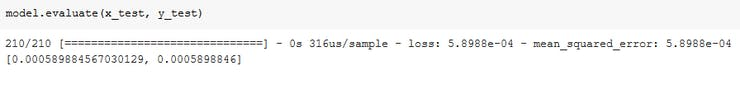 model.evaluate(x_test, y_test)
210/210 [==============================] - 0s 316us/sample - loss: 5.8988e-04 - mean_squared_error: 5.8988e-04
[0.000589884567030129, 0.0005898846]